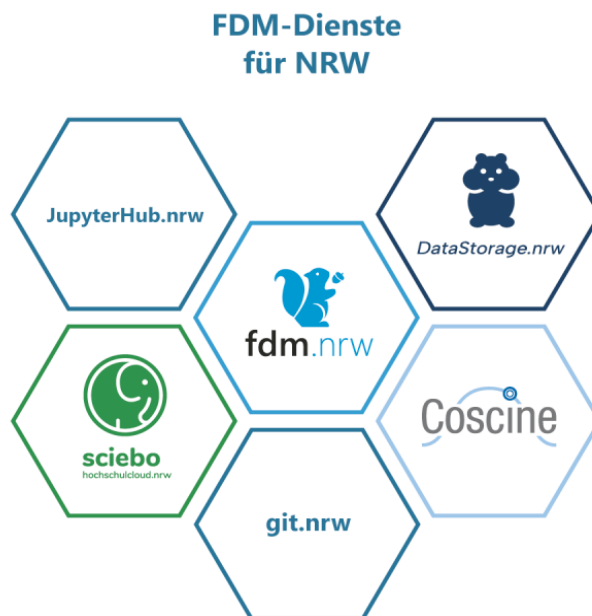 FDM-Dienste
für NRW
JupyterHub.nrw
DataStorage.nrw
fdm.nrw
sciebo
hochschulcloud.nrw
Coscine
git.nrw